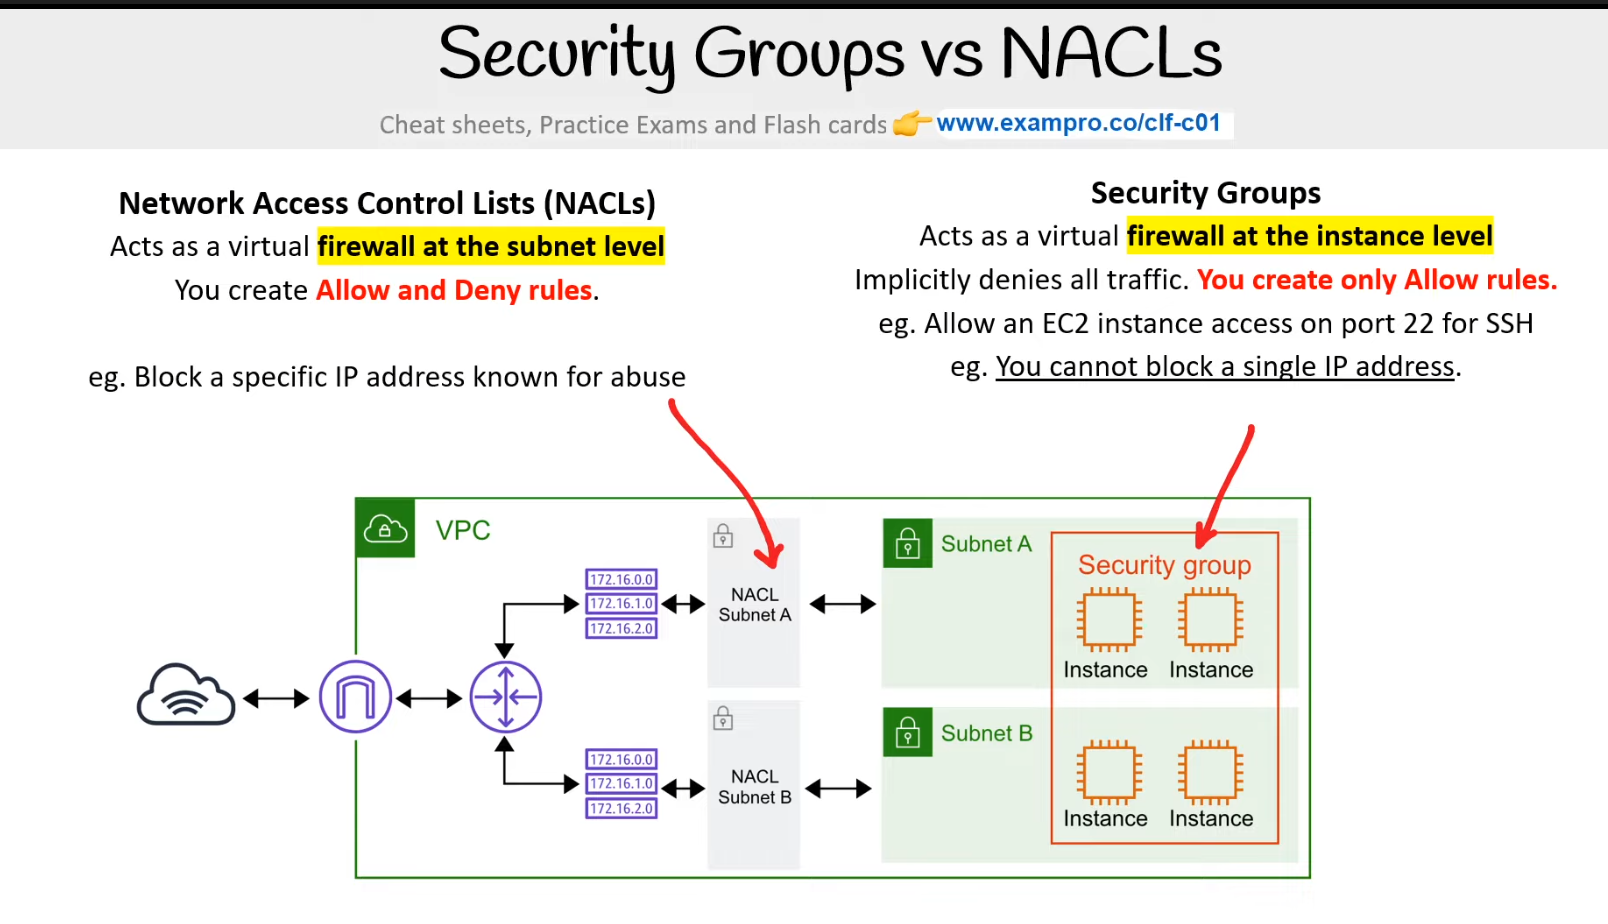 Security Groups vs NACLs
Cheat sheets, Practice Exams and Flash cards 👉 www.exampro.co/clf-c01
Network Access Control Lists (NACLs)
Acts as a virtual firewall at the subnet level
You create Allow and Deny rules.
eg. Block a specific IP address known for abuse
Security Groups
Acts as a virtual firewall at the instance level
Implicitly denies all traffic. You create only Allow rules.
eg. Allow an EC2 instance access on port 22 for SSH
eg. You cannot block a single IP address.
VPC
172.16.0.0
172.16.1.0
172.16.2.0
NACL
Subnet A
Subnet A
Security group
Instance
Instance
172.16.0.0
172.16.1.0
172.16.2.0
NACL
Subnet B
Subnet B
Instance
Instance